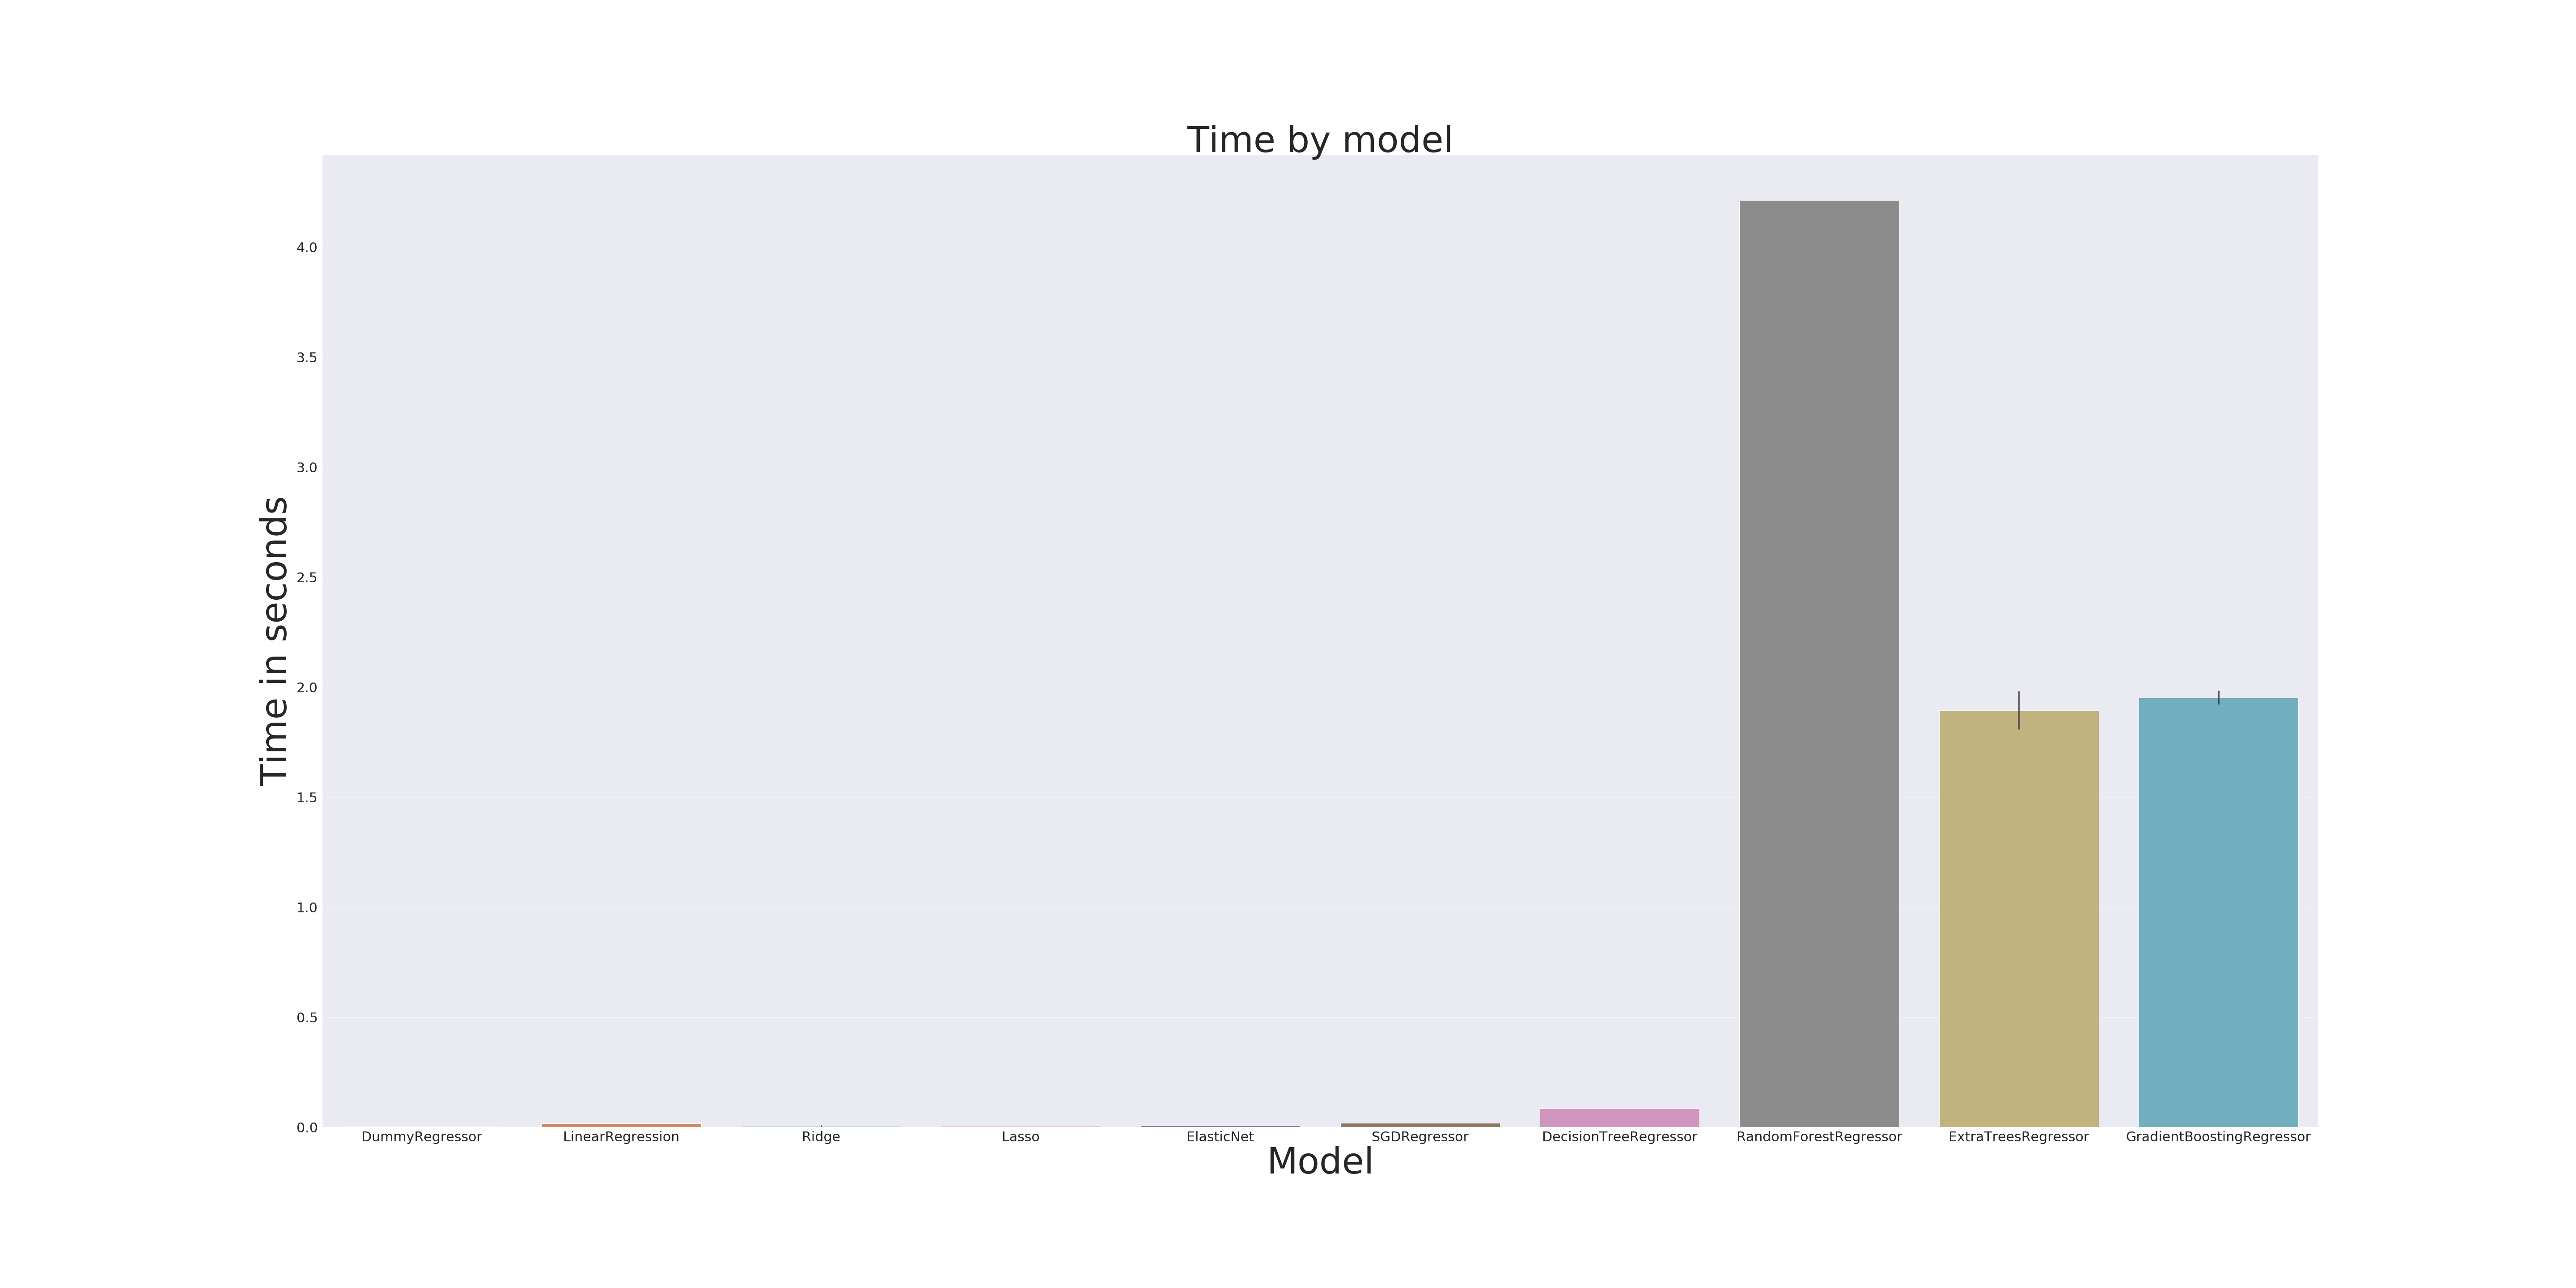 Time by model
Time in seconds
4.0
3.5
3.0
2.5
2.0
1.5
1.0
0.5
0.0
DummyRegressor LinearRegression Ridge Lasso ElasticNet SGDRegressor DecisionTreeRegressor RandomForestRegressor ExtraTreesRegressor GradientBoostingRegressor
Model